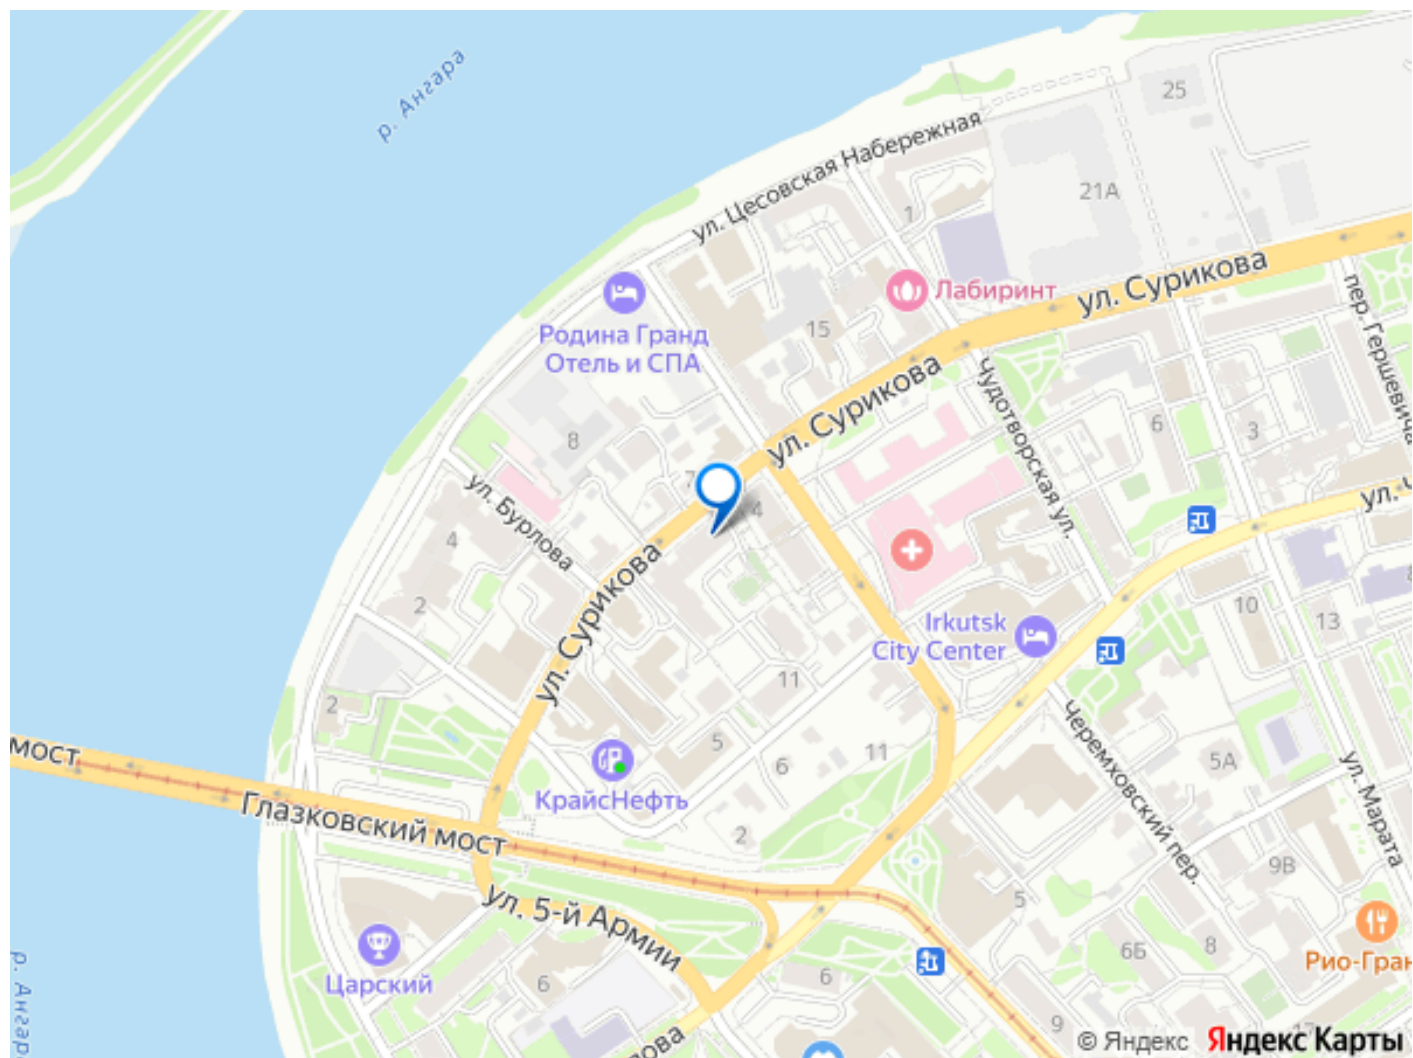 р. Ангара
25
ул. Цесовская Набережная
21А
1
ул. Сурикова
Лабиринт
пер. Гершевича
Родина Гранд
Отель и СПА
15
ул. Сурикова
Чудотворская ул.
6
3
8
7
4
ул. Бурлова
4
2
ул. Сурикова
Irkutsk
City Center
10
13
11
2
5
11
6
5А
Черемховский пер.
ул. Марата
мост
КрайсНефть
Глазковский мост
2
9В
5
ул. 5-й Армии
Царский
6
6
6Б
8
Рио-Гран
р. Ангар
9
17
© Яндекс Яндекс Карты